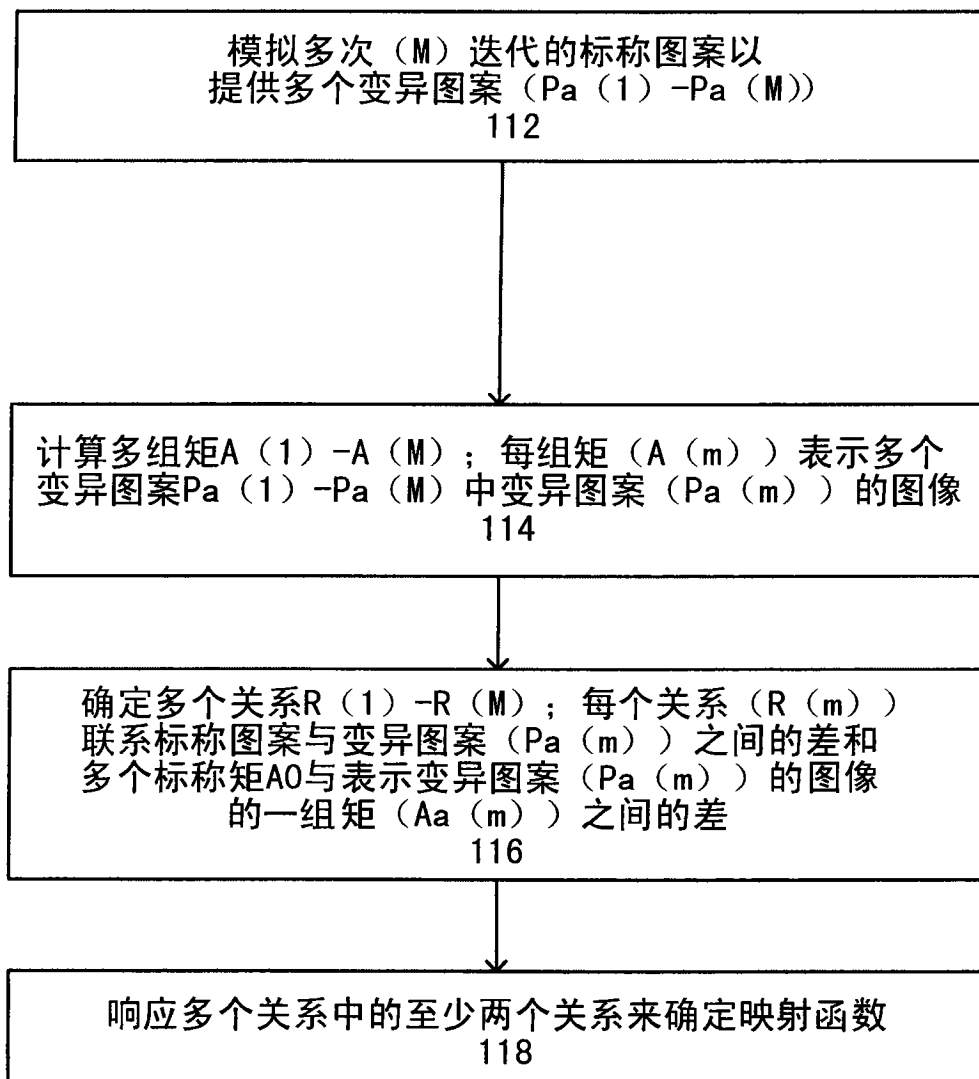 模拟多次（M）迭代的标称图案以
提供多个变异图案（Pa（1）-Pa（M））
112
计算多组矩A（1）-A（M）；每组矩（A（m））表示多个
变异图案Pa（1）-Pa（M）中变异图案（Pa（m））的图像
114
确定多个关系R（1）-R（M）；每个关系（R（m））
联系标称图案与变异图案（Pa（m））之间的差和
多个标称矩A0与表示变异图案（Pa（m））的图像
的一组矩（Aa（m））之间的差
116
响应多个关系中的至少两个关系来确定映射函数
118